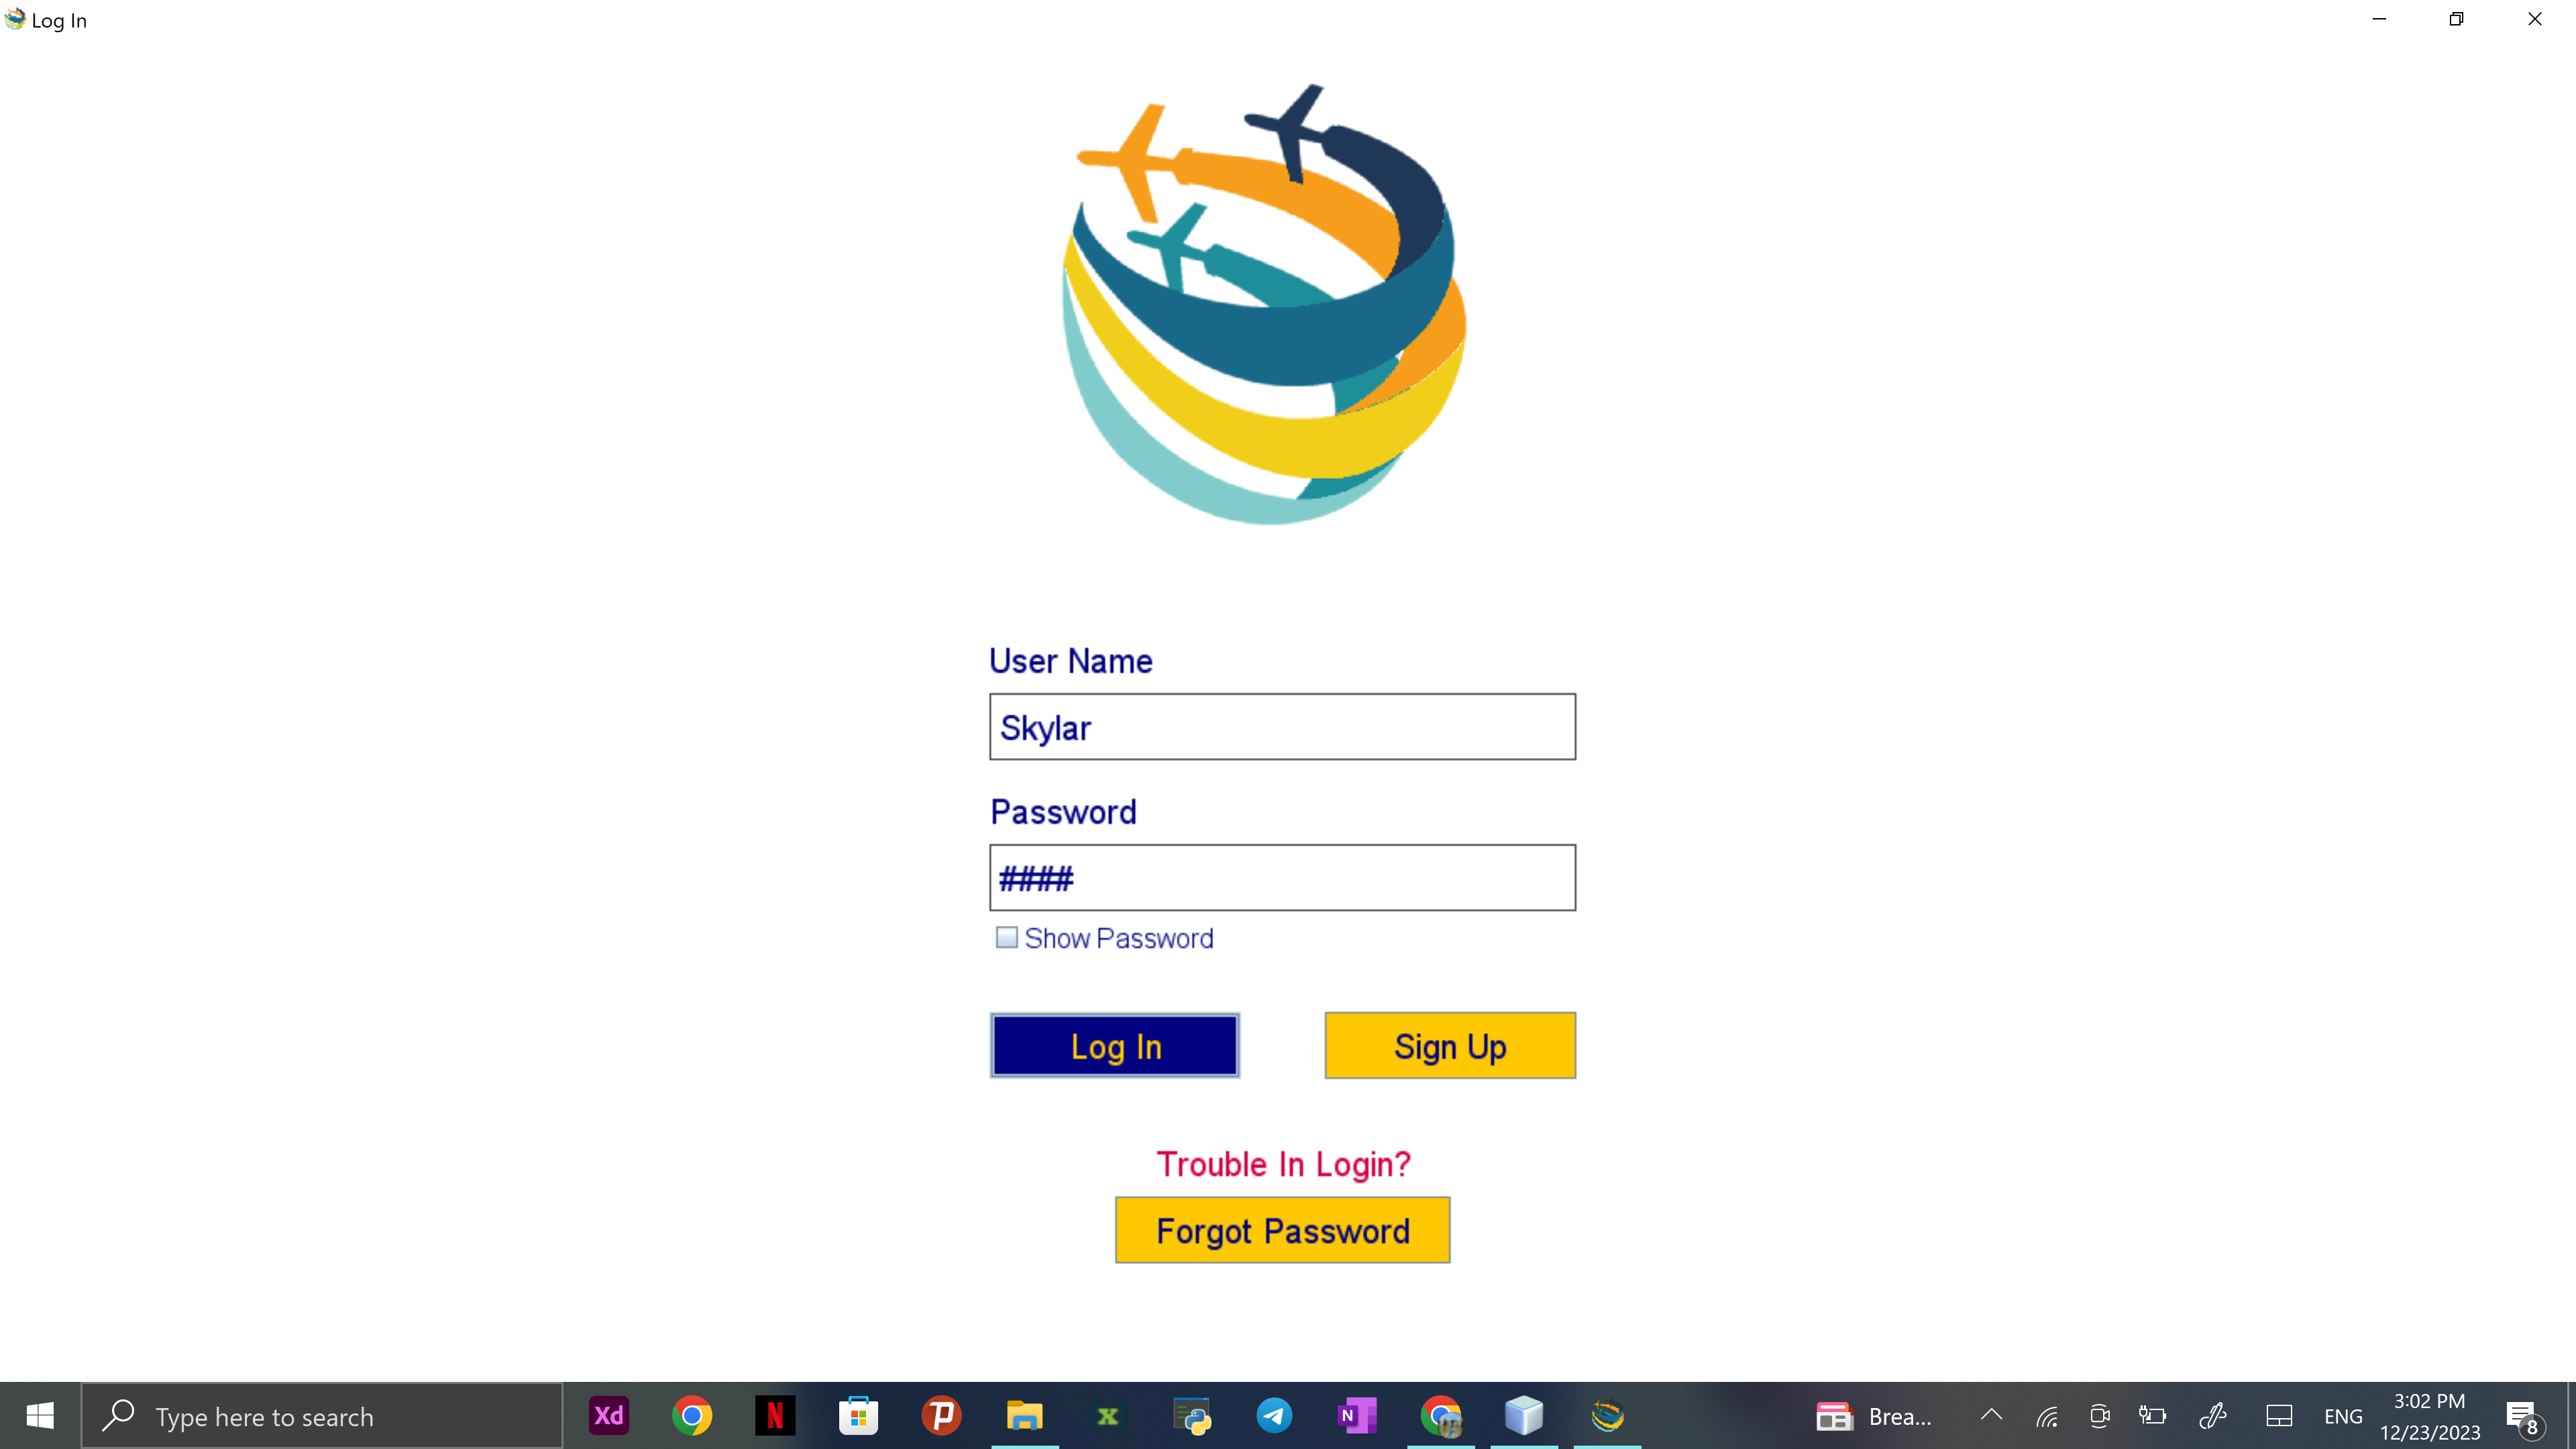 Log In
User Name
Skylar
Password
####
Show Password
Log In
Sign Up
Trouble In Login?
Forgot Password
Type here to search
Xd
N
P
X
N
Brea...
ENG
3:02 PM
12/23/2023
8